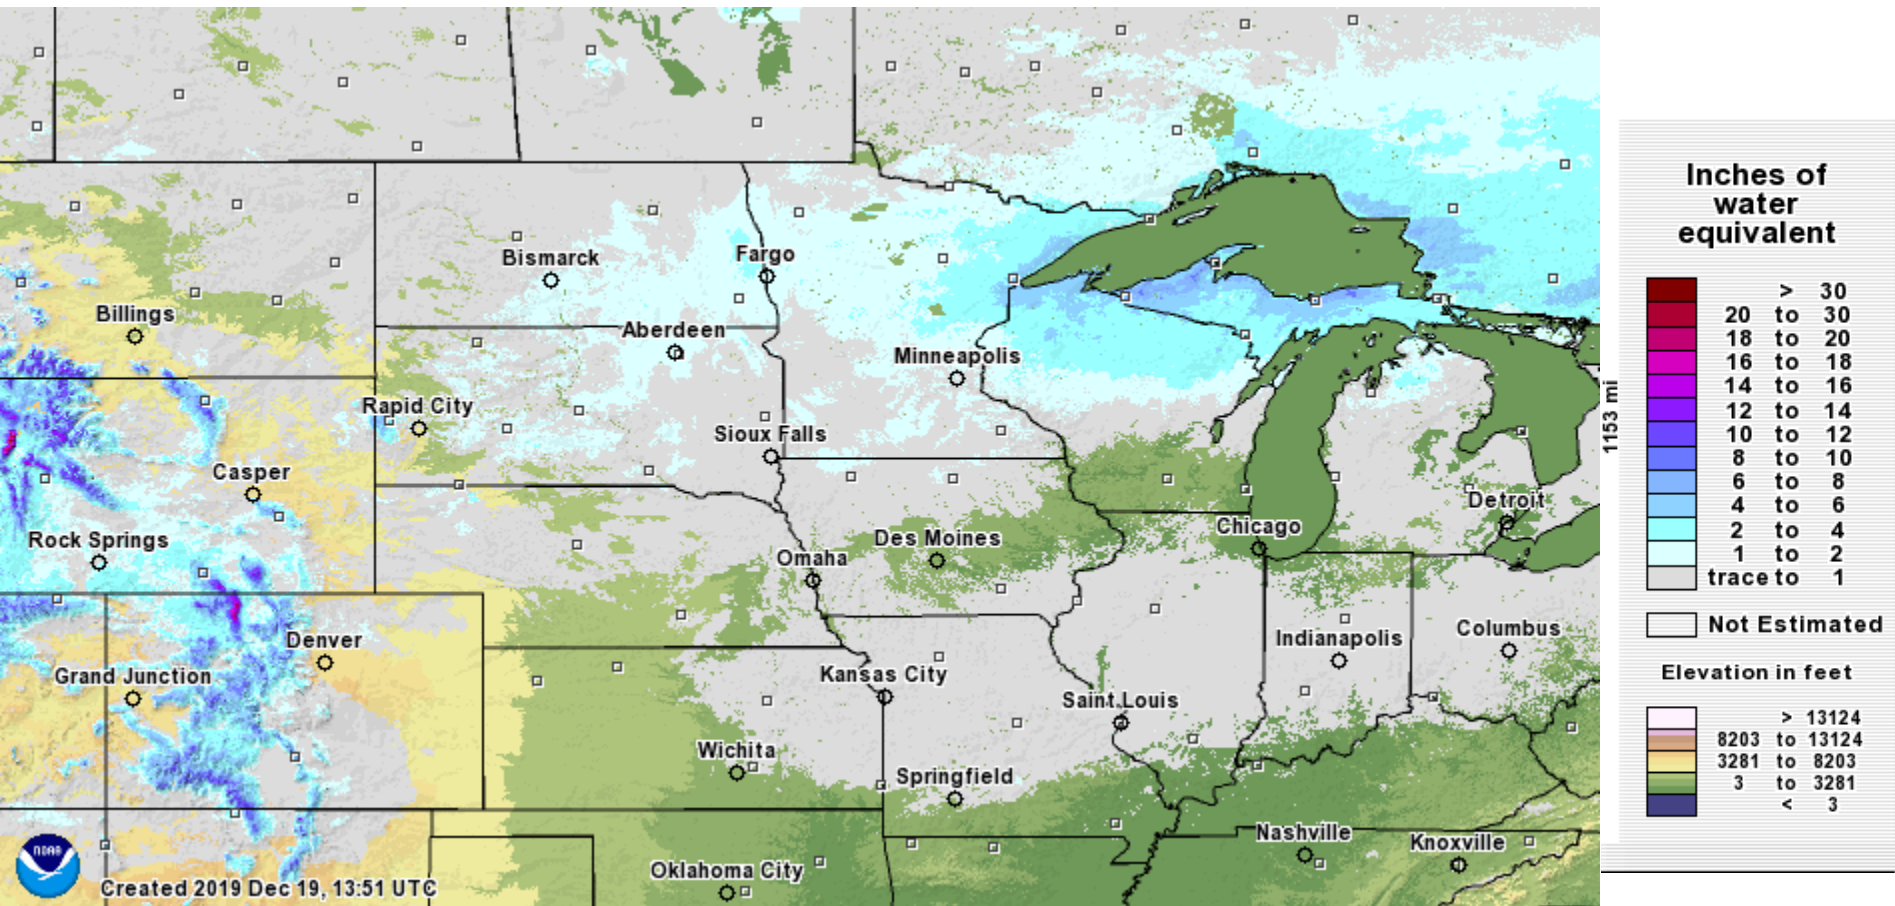 Bismarck
Fargo
Billings
Aberdeen
Minneapolis
Rapid City
Sioux Falls
Casper
Detroit
Rock Springs
Des Moines
Chicago
Omaha
Denver
Indianapolis
Columbus
Grand Junction
Kansas City
Saint Louis
Wichita
Springfield
Nashville
Knoxville
Oklahoma City
NOAA
Created 2019 Dec 19, 13:51 UTC
1153 mi
Inches of
water
equivalent
> 30
20 to 30
18 to 20
16 to 18
14 to 16
12 to 14
10 to 12
8 to 10
6 to 8
4 to 6
2 to 4
1 to 2
trace to 1
Not Estimated
Elevation in feet
> 13124
8203 to 13124
3281 to 8203
3 to 3281
< 3